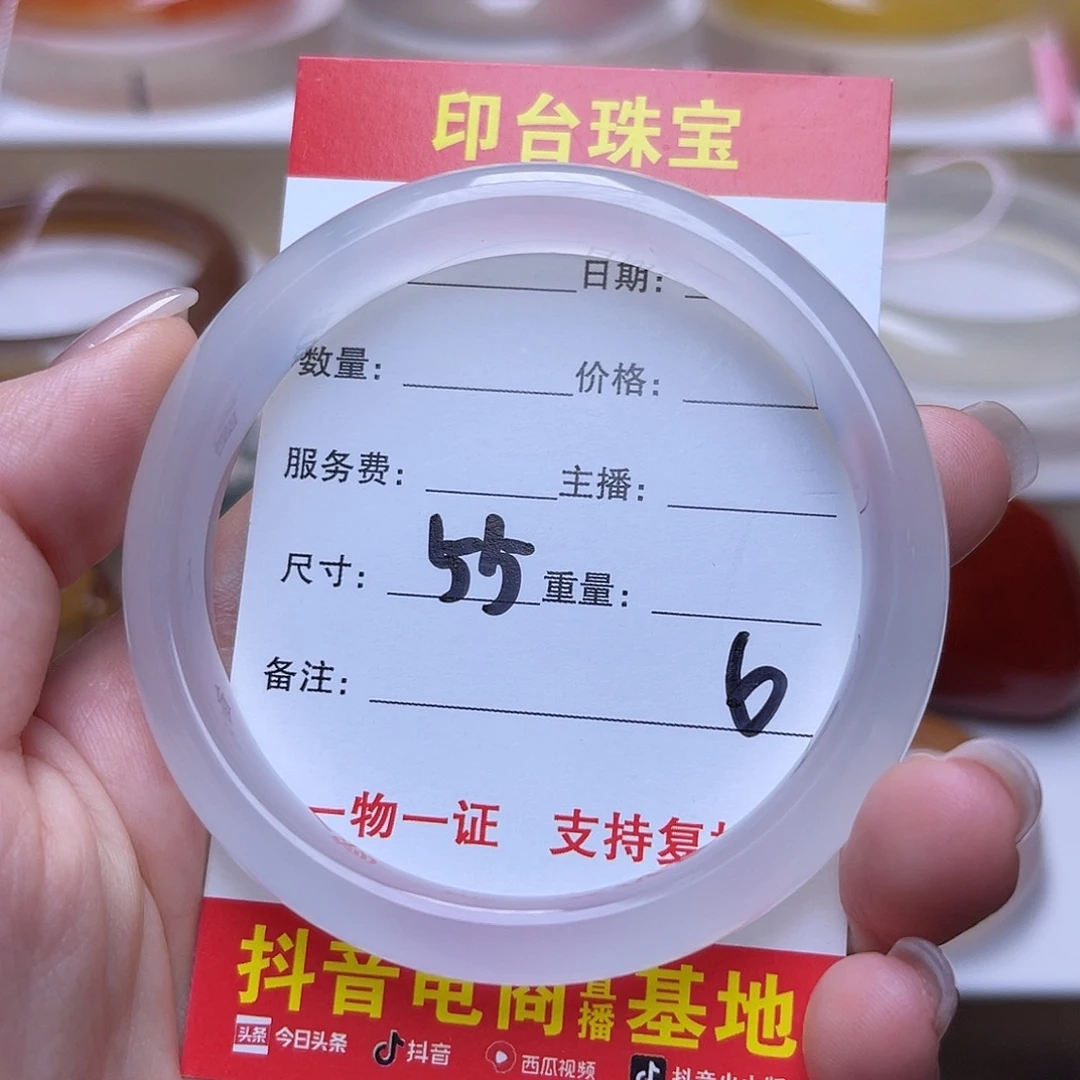 印台珠宝
日期：
数量： 价格：
服务费： 主播：
尺寸： 55 重量：
备注： 6
一物一证 支持复
抖音电商直播基地
头条 今日头条 抖音 西瓜视频